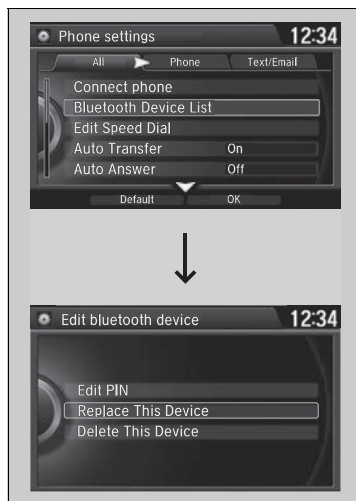 Phone settings 12:34
All Phone Text/Email
Connect phone
Bluetooth Device List
Edit Speed Dial
Auto Transfer On
Auto Answer Off
Default OK
Edit bluetooth device 12:34
Edit PIN
Replace This Device
Delete This Device